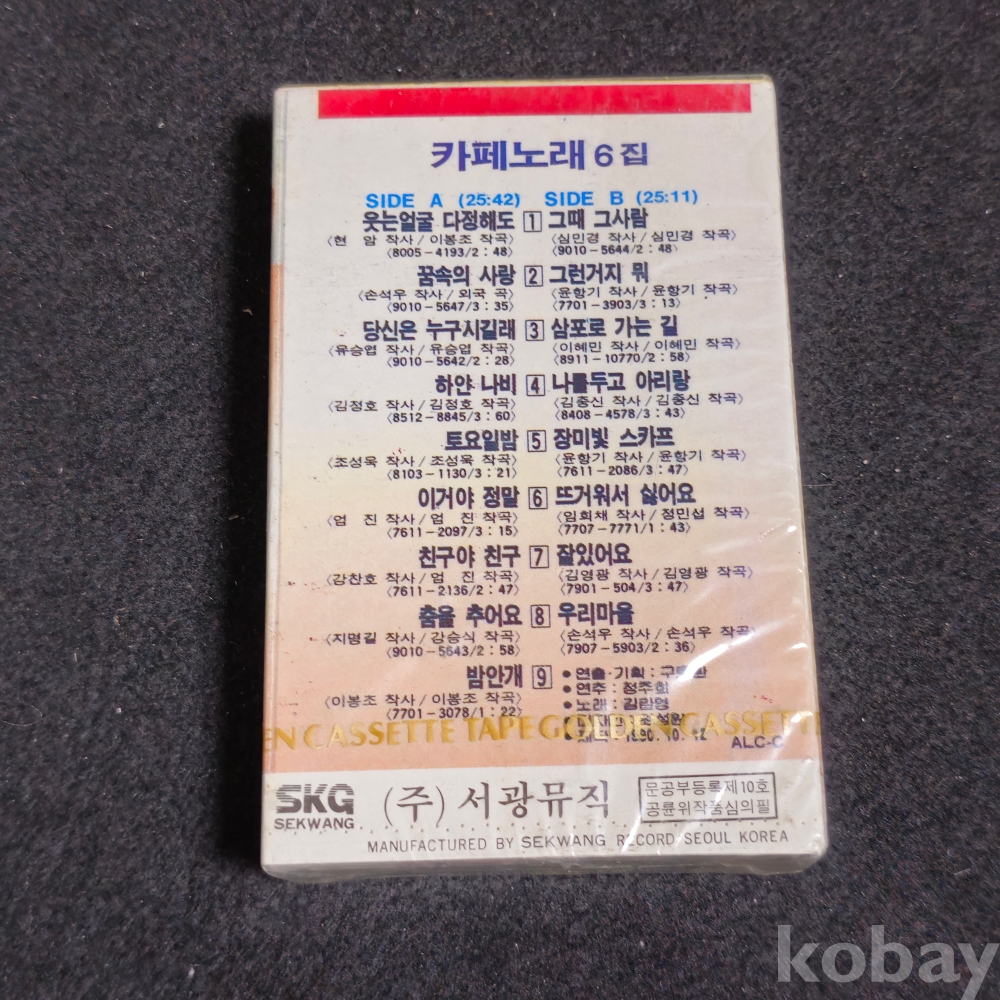 카페노래 6집
SIDE A (25:42) SIDE B (25:11)
웃는얼굴 다정해도 1 그때 그사람
〈현 암 작사/이봉조 작곡〉 〈심민경 작사/심민경 작곡〉
〈8005-4193/2:48〉 〈9010-5644/2:48〉
꿈속의 사랑 2 그런거지 뭐
〈손석우 작사/외국 곡〉 〈윤항기 작사/윤항기 작곡〉
〈9010-5647/3:35〉 〈7701-3903/3:13〉
당신은 누구시길래 3 삼포로 가는 길
〈유승엽 작사/유승엽 작곡〉 〈이혜민 작사/이혜민 작곡〉
〈9010-5642/2:28〉 〈8911-10770/2:58〉
하얀 나비 4 나를두고 아리랑
〈김정호 작사/김정호 작곡〉 〈김중신 작사/김중신 작곡〉
〈8512-8845/3:60〉 〈8408-4578/3:43〉
토요일밤 5 장미빛 스카프
〈조성욱 작사/조성욱 작곡〉 〈윤항기 작사/윤항기 작곡〉
〈8103-1130/3:21〉 〈7611-2086/3:47〉
이거야 정말 6 뜨거워서 싫어요
〈엄 진 작사/엄 진 작곡〉 〈임희채 작사/정민섭 작곡〉
〈7611-2097/3:15〉 〈7707-7771/1:43〉
친구야 친구 7 잘있어요
〈강찬호 작사/엄 진 작곡〉 〈김영광 작사/김영광 작곡〉
〈7611-2136/2:47〉 〈7901-504/3:47〉
춤을 추어요 8 우리마을
〈지명길 작사/강승식 작곡〉 〈손석우 작사/손석우 작곡〉
〈9010-5643/2:58〉 〈7907-5903/2:36〉
밤안개 9 • 연출·기획:
〈이봉조 작사/이봉조 작곡〉 • 연주: 정주희
〈7701-3078/1:22〉 • 노래:
CASSETTE TAPE GOLDEN CASSETTE
1990.10.12 ALC-
SKG (주)서광뮤직 문공부등록제10호
SEKWANG 공륜위작품심의필
MANUFACTURED BY SEKWANG RECORD SEOUL KOREA
kobay